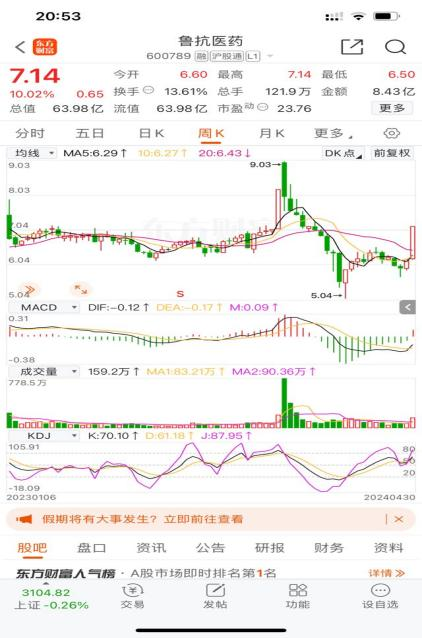 20:53
东方财富
鲁抗医药
600789 融 沪股通 L1
7.14 今开 6.60 最高 7.14 最低 6.50
10.02% 0.65 换手 13.61% 总手 121.9万 金额 8.43亿
总值 63.98亿 流值 63.98亿 市盈动 23.76 更多
分时 五日 日K 周K 月K 更多
均线 MA5:6.29↑ 10:6.27↑ 20:6.43↓ DK点 前复权
9.03
9.03→
8.03
7.04
6.04
5.04
5.04→
S
MACD DIF:-0.12↑ DEA:-0.17↑ M:0.09↑
0.31
-0.38
成交量 159.2万↑ MA1:83.21万↑ MA2:90.36万↑
778.5万
KDJ K:70.10↑ D:61.18↑ J:87.95↑
105.91
80
50
20
-18.09
20230106 20240430
假期将有大事发生？立即前往查看
股吧 盘口 资讯 公告 研报 财务 资料
东方财富人气榜 · A股市场即时排名第1名 详情
3104.82
上证 -0.26% 交易 发帖 功能 设自选